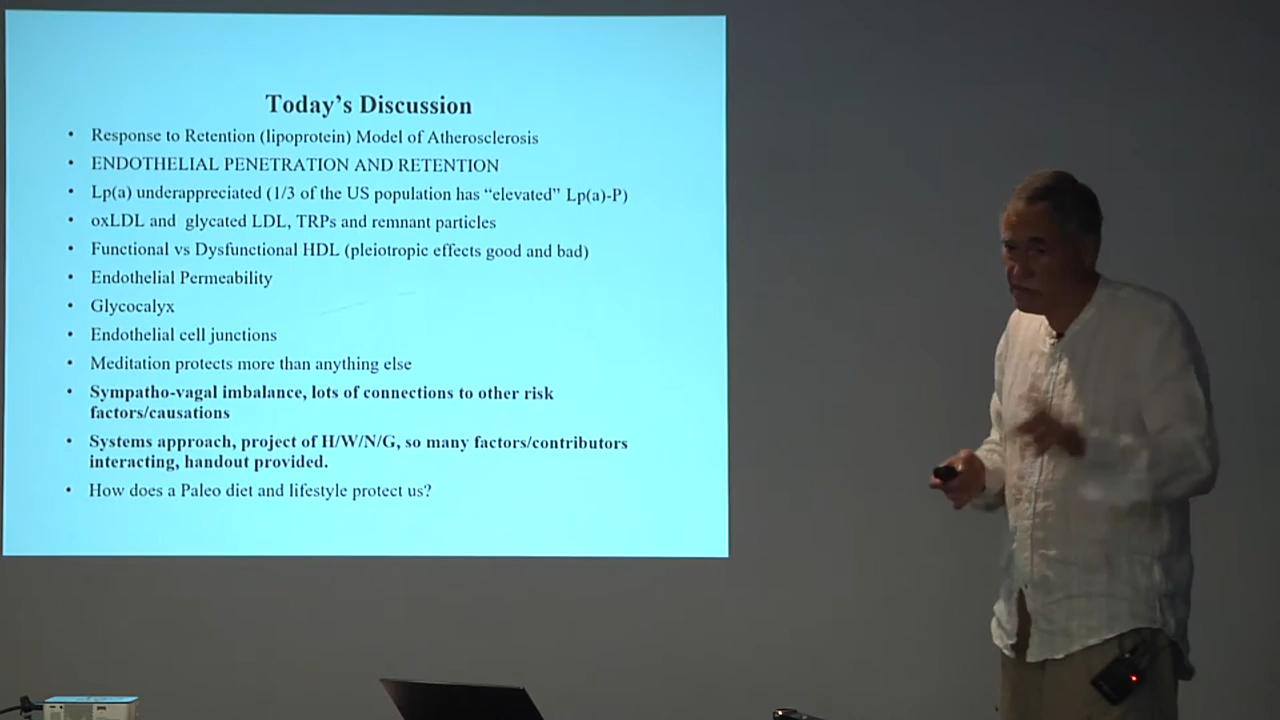 Today's Discussion
• Response to Retention (lipoprotein) Model of Atherosclerosis
• ENDOTHELIAL PENETRATION AND RETENTION
• Lp(a) underappreciated (1/3 of the US population has “elevated” Lp(a)-P)
• oxLDL and glycated LDL, TRPs and remnant particles
• Functional vs Dysfunctional HDL (pleiotropic effects good and bad)
• Endothelial Permeability
• Glycocalyx
• Endothelial cell junctions
• Meditation protects more than anything else
• Sympatho-vagal imbalance, lots of connections to other risk
factors/causations
• Systems approach, project of H/W/N/G, so many factors/contributors
interacting, handout provided.
• How does a Paleo diet and lifestyle protect us?